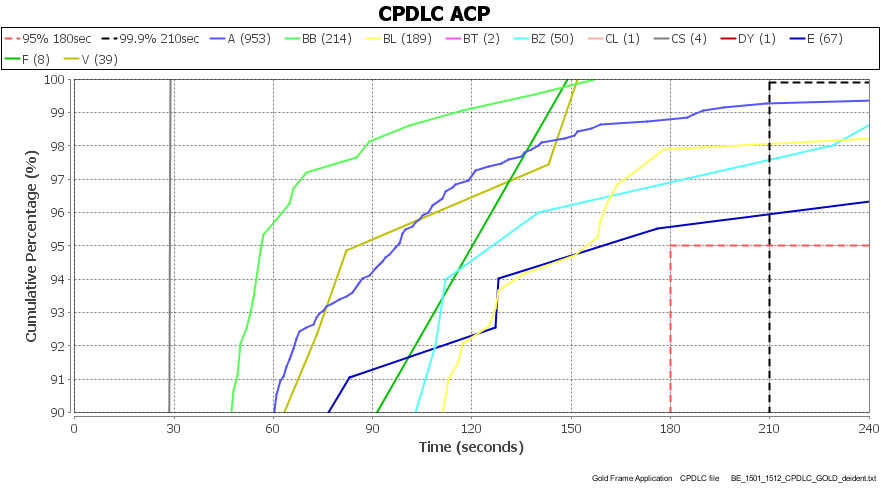 CPDLC ACP
95% 180sec 99.9% 210sec A (953) BB (214) BL (189) BT (2) BZ (50) CL (1) CS (4) DY (1) E (67)
F (8) V (39)
100
99
98
97
96
95
94
93
92
91
90
Cumulative Percentage (%)
0 30 60 90 120 150 180 210 240
Time (seconds)
Gold Frame Application CPDLC file BE_1501_1512_CPDLC_GOLD_deident.txt